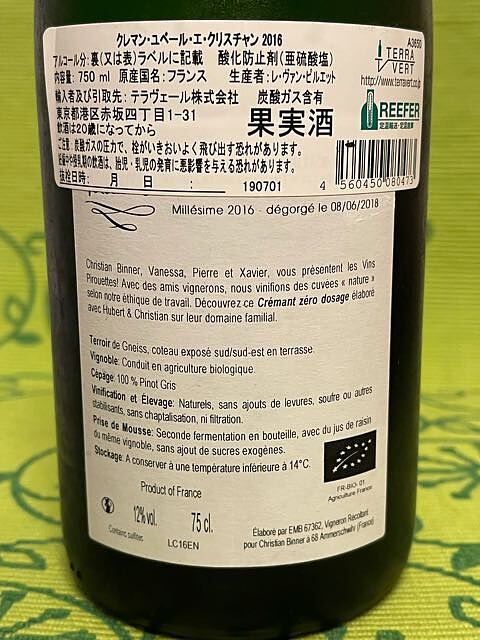 クレマン・ユベール・エ・クリスチャン 2016
A3650
アルコール分：裏（又は表）ラベルに記載 酸化防止剤（亜硫酸塩）
内容量：750 ml 原産国名：フランス 生産者：レ・ヴァン・ピルエット
輸入者及び引取先：テラヴェール株式会社 炭酸ガス含有
東京都港区赤坂四丁目1-31
飲酒は20歳になってから
果実酒
ご注意：炭酸ガスの圧力で、栓がいきおいよく飛び出す恐れがあります。
妊娠中や授乳期の飲酒は、胎児・乳児の発育に悪影響を与える恐れがあります。
抜栓日時： 月 日 ：
190701
TERRA
VERT
http://www.terravert.co.jp
REEFER
定温輸送・定温倉庫
4 560450 080473
Millésime 2016 - dégorgé le 08/06/2018
Christian Binner, Vanessa, Pierre et Xavier, vous présentent les Vins
Pirouettes! Avec des amis vignerons, nous vinifions des cuvées « nature »
selon notre éthique de travail. Découvrez ce Crémant zéro dosage élaboré
avec Hubert & Christian sur leur domaine familial.
Terroir de Gneiss, coteau exposé sud/sud-est en terrasse.
Vignoble: Conduit en agriculture biologique.
Cépage: 100 % Pinot Gris
Vinification et Élevage: Naturels, sans ajouts de levures, soufre ou autres
stabilisants, sans chaptalisation, ni filtration.
Prise de Mousse: Seconde fermentation en bouteille, avec du jus de raisin
du même vignoble, sans ajout de sucres exogènes.
Stockage: A conserver à une température inférieure à 14°C.
FR-BIO- 01
Agriculture France
Product of France
12% vol. 75 cl.
Contains sulfites
LC16EN
Élaboré par EMB 67362, Vigneron Récoltant,
pour Christian Binner à 68 Ammerschwihr (France)